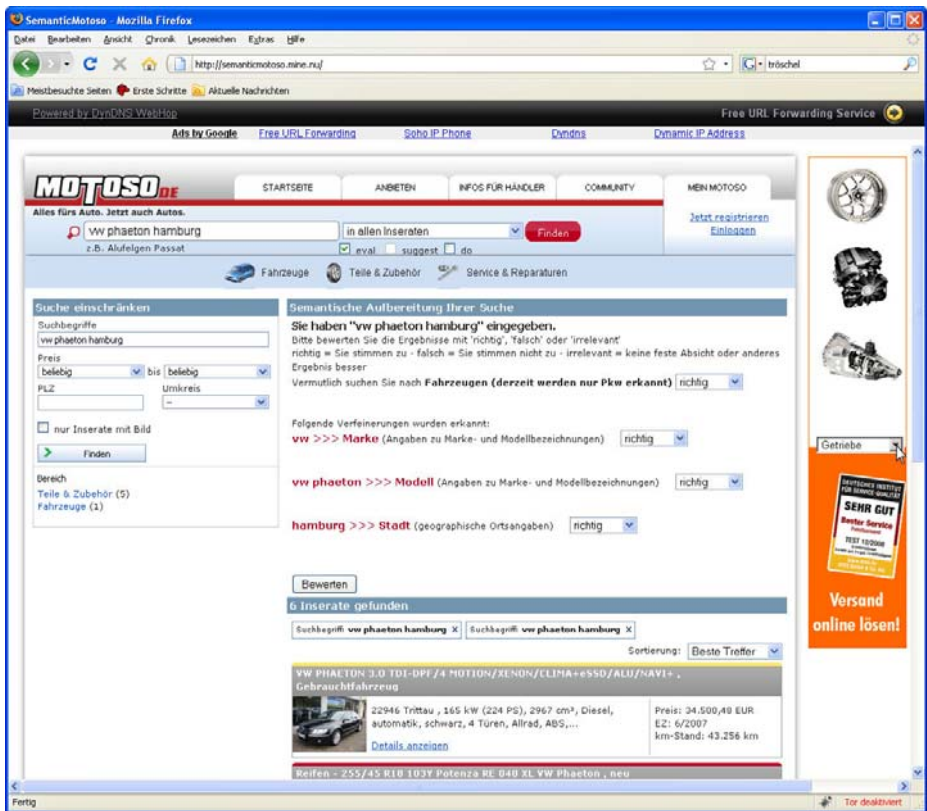 SemanticMotoso - Mozilla Firefox
Datei Bearbeiten Ansicht Chronik Lesezeichen Extras Hilfe
http://semanticmotoso.mine.nu/
tröschel
Meistbesuchte Seiten Erste Schritte Aktuelle Nachrichten
Powered by DynDNS WebHop
Free URL Forwarding Service
Ads by Google Free URL Forwarding Soho IP Phone Dyndns Dynamic IP Address
MOTOSO.DE
STARTSEITE ANBIETEN INFOS FÜR HÄNDLER COMMUNITY MEIN MOTOSO
Alles fürs Auto. Jetzt auch Autos.
Jetzt registrieren
Einloggen
vw phaeton hamburg in allen Inseraten Finden
z.B. Alufelgen Passat
eval suggest do
Fahrzeuge Teile & Zubehör Service & Reparaturen
Suche einschränken
Suchbegriffe
vw phaeton hamburg
Preis
beliebig bis beliebig
PLZ Umkreis
–
nur Inserate mit Bild
Finden
Bereich
Teile & Zubehör (5)
Fahrzeuge (1)
Semantische Aufbereitung Ihrer Suche
Sie haben "vw phaeton hamburg" eingegeben.
Bitte bewerten Sie die Ergebnisse mit 'richtig', 'falsch' oder 'irrelevant'
richtig = Sie stimmen zu - falsch = Sie stimmen nicht zu - irrelevant = keine feste Absicht oder anderes
Ergebnis besser
Vermutlich suchen Sie nach Fahrzeugen (derzeit werden nur Pkw erkannt) richtig
Folgende Verfeinerungen wurden erkannt:
vw >>> Marke (Angaben zu Marke- und Modellbezeichnungen) richtig
vw phaeton >>> Modell (Angaben zu Marke- und Modellbezeichnungen) richtig
hamburg >>> Stadt (geographische Ortsangaben) richtig
Bewerten
6 Inserate gefunden
Suchbegriff: vw phaeton hamburg X Suchbegriff: vw phaeton hamburg X
Sortierung: Beste Treffer
VW PHAETON 3.0 TDI-DPF/4 MOTION/XENON/CLIMA+eSSD/ALU/NAVI+ ,
Gebrauchtfahrzeug
22946 Trittau , 165 kW (224 PS), 2967 cm³, Diesel,
automatik, schwarz, 4 Türen, Allrad, ABS,...
Details anzeigen
Preis: 34.500,48 EUR
EZ: 6/2007
km-Stand: 43.256 km
Reifen - 255/45 R18 103Y Potenza RE 040 XL VW Phaeton , neu
Getriebe
DEUTSCHES INSTITUT
FÜR SERVICE-QUALITÄT
SEHR GUT
Bester Service
TEST 12/2008
Versand
online lösen!
Fertig
Tor deaktiviert